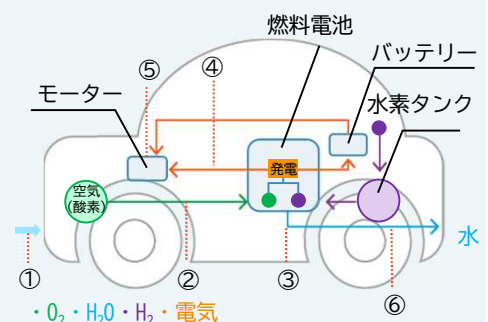 燃料電池
バッテリー
⑤
④
モーター
水素タンク
発電
空気
(酸素)
水
①
②
③
⑥
・O₂・H₂O・H₂・電気